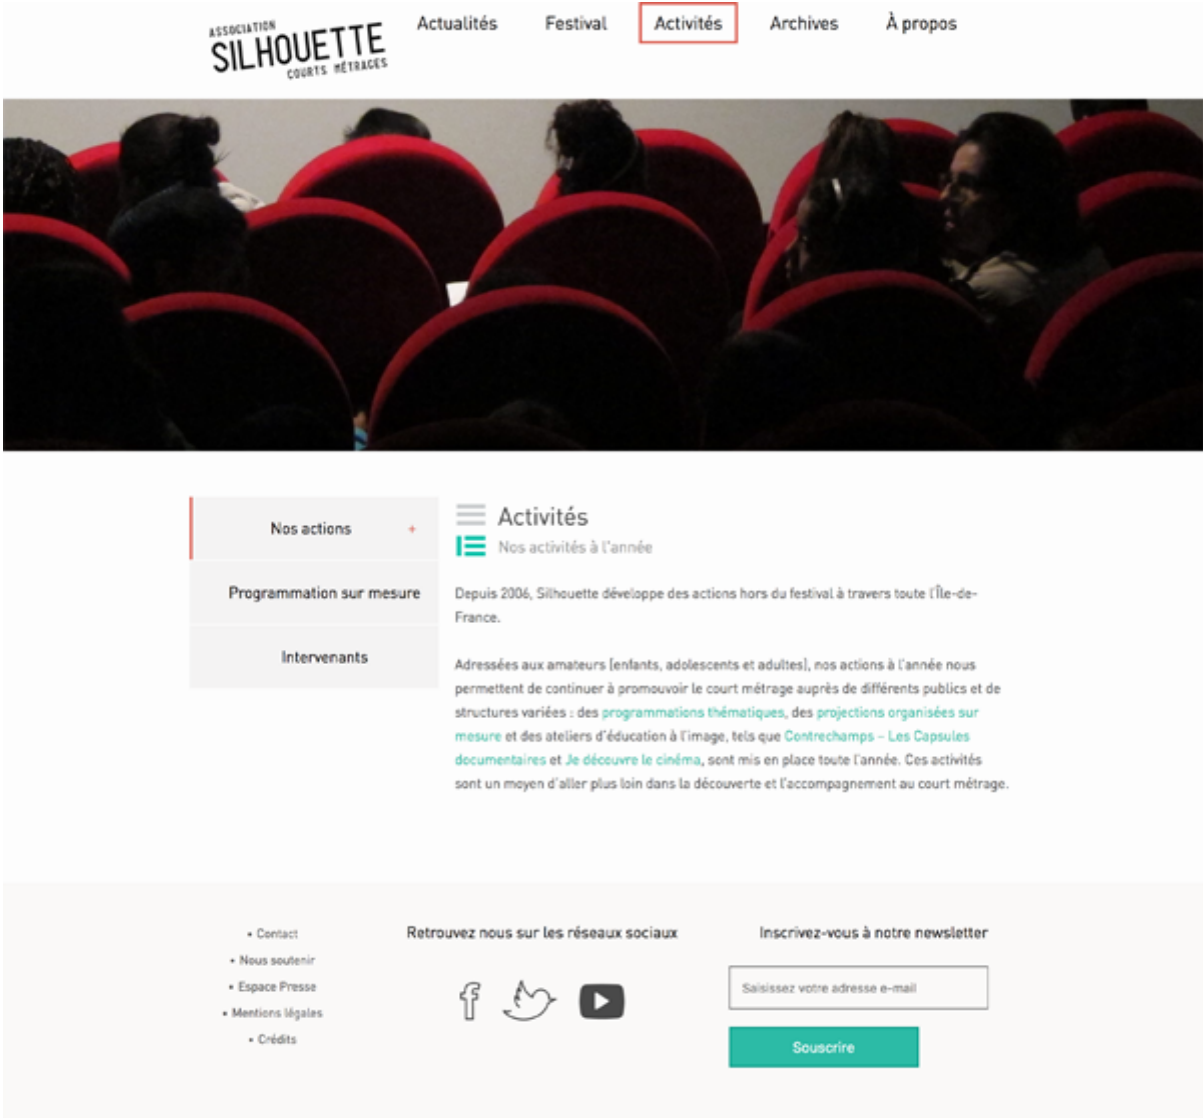 ASSOCIATION
SILHOUETTE
COURTS MÉTRAGES
Actualités
Festival
Activités
Archives
À propos
Nos actions +
Programmation sur mesure
Intervenants
Activités
Nos activités à l'année
Depuis 2006, Silhouette développe des actions hors du festival à travers toute l'Île-de-
France.
Adressées aux amateurs (enfants, adolescents et adultes), nos actions à l'année nous
permettent de continuer à promouvoir le court métrage auprès de différents publics et de
structures variées : des programmations thématiques, des projections organisées sur
mesure et des ateliers d'éducation à l'image, tels que Contrechamps – Les Capsules
documentaires et Je découvre le cinéma, sont mis en place toute l'année. Ces activités
sont un moyen d'aller plus loin dans la découverte et l'accompagnement au court métrage.
• Contact
• Nous soutenir
• Espace Presse
• Mentions légales
• Crédits
Retrouvez nous sur les réseaux sociaux
Inscrivez-vous à notre newsletter
Saisissez votre adresse e-mail
Souscrire